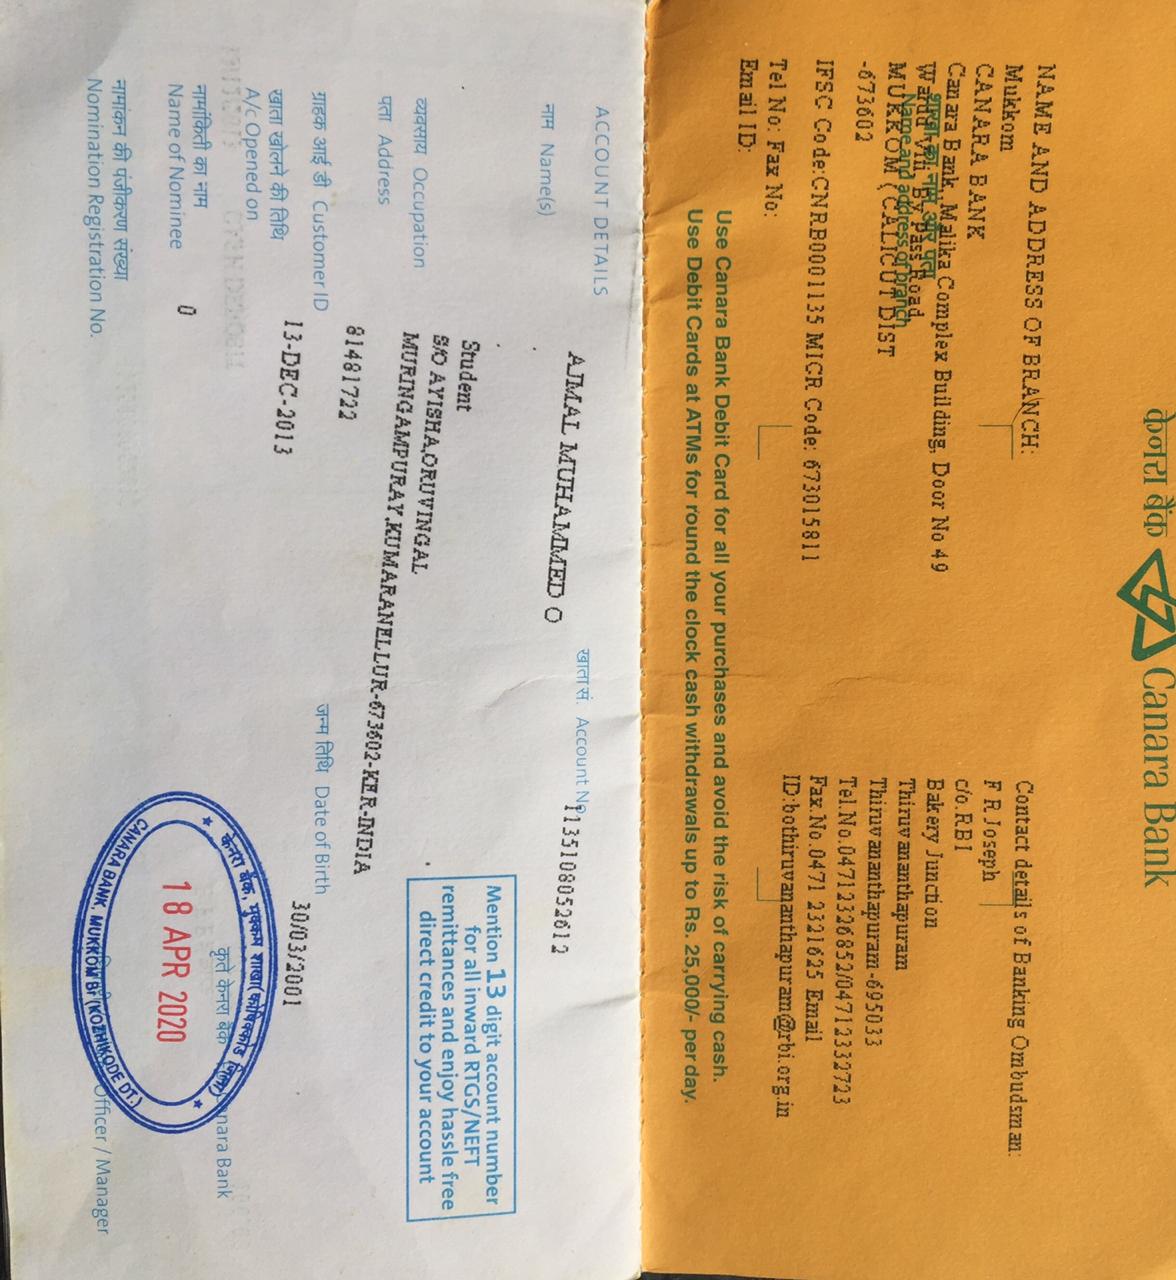 केनरा बैंक Canara Bank
NAME AND ADDRESS OF BRANCH:
Mukkom
CANARA BANK
Canara Bank, Malika Complex Building, Door No 49
Ward Viii By Pass Road
MUKKOM (CALICUT DIST
-673602
शाखा का नाम और पता
Name and address of branch
IFSC Code:CNRB0001135 MICR Code: 673015811
Tel No: Fax No:
Email ID:
Contact details of Banking Ombudsman:
F R Joseph
c/o.RBI
Bakery Junction
Thiruvananthapuram
Thiruvananthapuram-695033
Tel.No.04712326852/04712332723
Fax.No.0471 2321625 Email
ID:bothiruvananthapuram@rbi.org.in
Use Canara Bank Debit Card for all your purchases and avoid the risk of carrying cash.
Use Debit Cards at ATMs for round the clock cash withdrawals up to Rs. 25,000/- per day.
ACCOUNT DETAILS
खाता सं. Account No. 1135108052612
नाम Name(s) AJMAL MUHAMMED O
Mention 13 digit account number
for all inward RTGS/NEFT
remittances and enjoy hassle free
direct credit to your account
व्यवसाय Occupation Student
पता Address S/O AYISHA,ORUVINGAL
MURINGAMPURAY,KUMARANELLUR-673602-KER-INDIA
ग्राहक आई डी Customer ID 81481722
जन्म तिथि Date of Birth 30/03/2001
खाता खोलने की तिथि
A/c Opened on 13-DEC-2013
नामांकिती का नाम
Name of Nominee 0
नामांकन की पंजीकरण संख्या
Nomination Registration No.
कृते केनरा बैंक Canara Bank
Officer / Manager
केनरा बैंक, मुक्कम शाखा
18 APR 2020
CANARA BANK, MUKKOM Br (KOZHIKODE DT.)